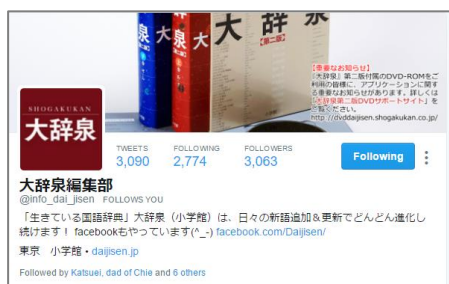 大辞泉
【第二版】
大辞泉
【第二版】
【重要なお知らせ】
『大辞泉』第二版付属のDVD-ROMをご
利用の皆様に、アプリケーションに関す
る重要なお知らせがあります。詳しくは
「大辞泉第二版DVDサポートサイト」を
ご覧ください。
http://dvddaijisen.shogakukan.co.jp/
SHOGAKUKAN
大辞泉
TWEETS
3,090
FOLLOWING
2,774
FOLLOWERS
3,063
Following
大辞泉編集部
@info_dai_jisen FOLLOWS YOU
「生きている国語辞典」大辞泉（小学館）は、日々の新語追加＆更新でどんどん進化し
続けます！ facebookもやっています(^_-) facebook.com/Daijisen/
東京 小学館 • daijisen.jp
Followed by Katsuei, dad of Chie and 6 others